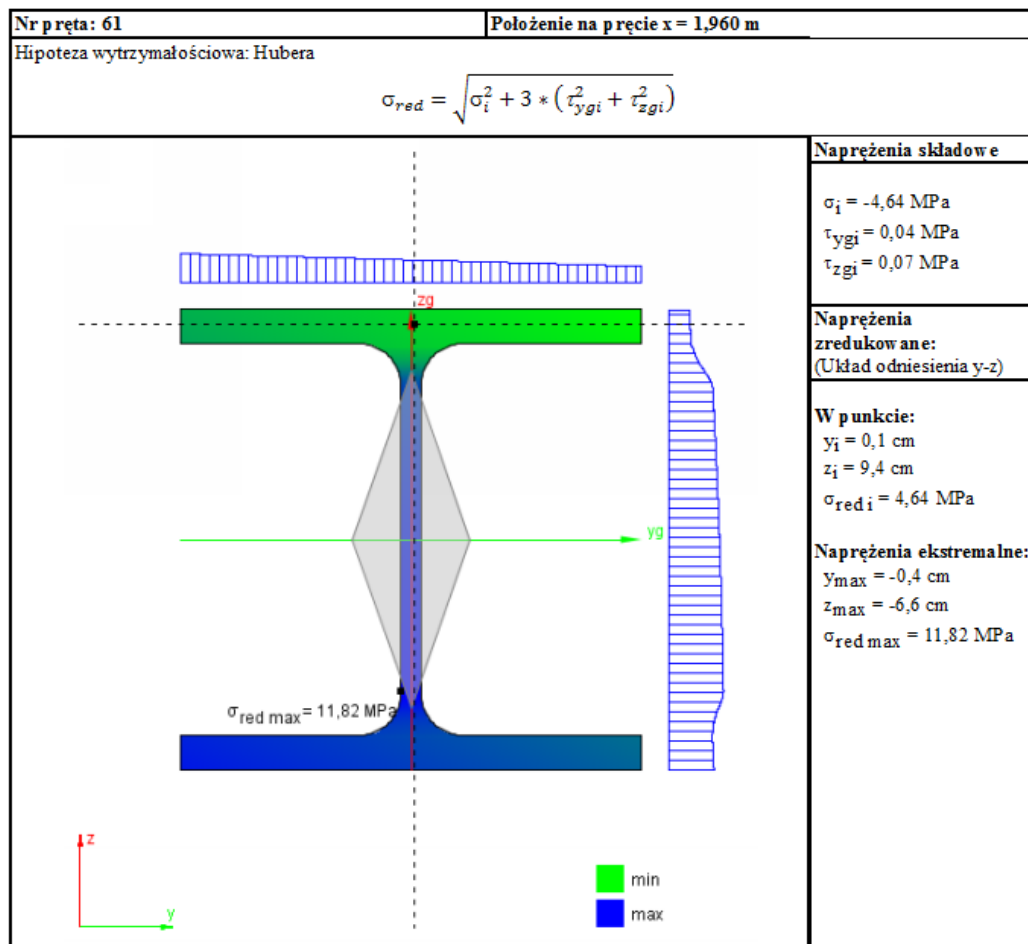 Nr pręta: 61
Położenie na pręcie x = 1,960 m
Hipoteza wytrzymałościowa: Hubera
σred = √σi² + 3 * (τygi² + τzgi²)
Naprężenia składowe
σi = -4,64 MPa
τygi = 0,04 MPa
τzgi = 0,07 MPa
Naprężenia
zredukowane:
(Układ odniesienia y-z)
W punkcie:
yi = 0,1 cm
zi = 9,4 cm
σred i = 4,64 MPa
Naprężenia ekstremalne:
ymax = -0,4 cm
zmax = -6,6 cm
σred max = 11,82 MPa
zg
yg
σred max = 11,82 MPa
z
y
min
max